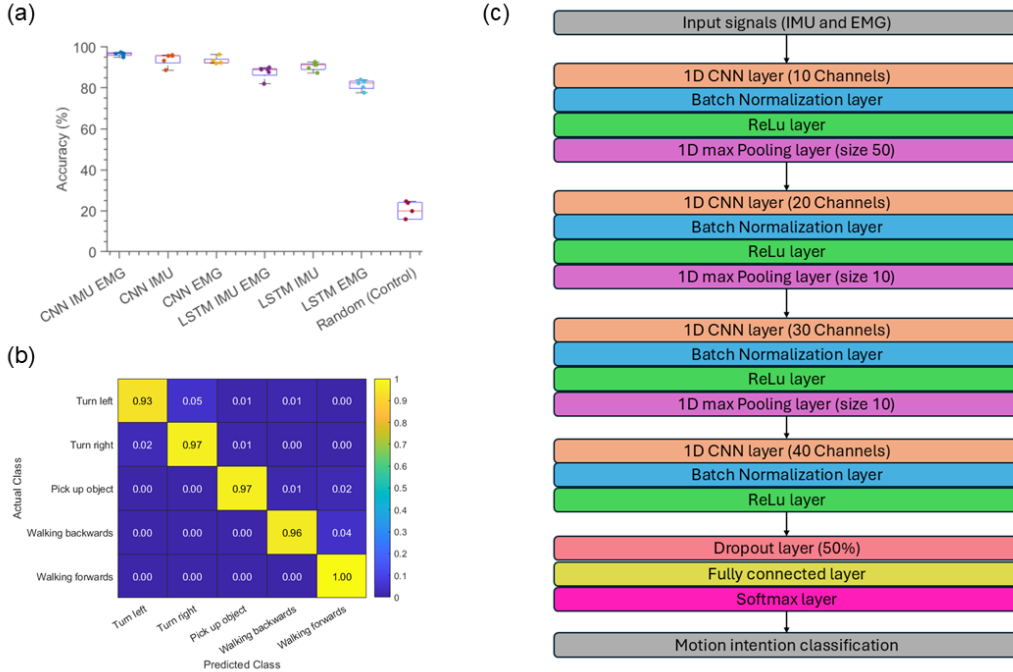 (a)
100
80
60
40
20
0
Accuracy (%)
CNN IMU EMG
CNN IMU
CNN EMG
LSTM IMU EMG
LSTM IMU
LSTM EMG
Random (Control)
(b)
Actual Class
Turn left
0.93 0.05 0.01 0.01 0.00
Turn right
0.02 0.97 0.01 0.00 0.00
Pick up object
0.00 0.00 0.97 0.01 0.02
Walking backwards
0.00 0.00 0.00 0.96 0.04
Walking forwards
0.00 0.00 0.00 0.00 1.00
Turn left
Turn right
Pick up object
Walking backwards
Walking forwards
Predicted Class
1
0.9
0.8
0.7
0.6
0.5
0.4
0.3
0.2
0.1
0
(c)
Input signals (IMU and EMG)
1D CNN layer (10 Channels)
Batch Normalization layer
ReLu layer
1D max Pooling layer (size 50)
1D CNN layer (20 Channels)
Batch Normalization layer
ReLu layer
1D max Pooling layer (size 10)
1D CNN layer (30 Channels)
Batch Normalization layer
ReLu layer
1D max Pooling layer (size 10)
1D CNN layer (40 Channels)
Batch Normalization layer
ReLu layer
Dropout layer (50%)
Fully connected layer
Softmax layer
Motion intention classification